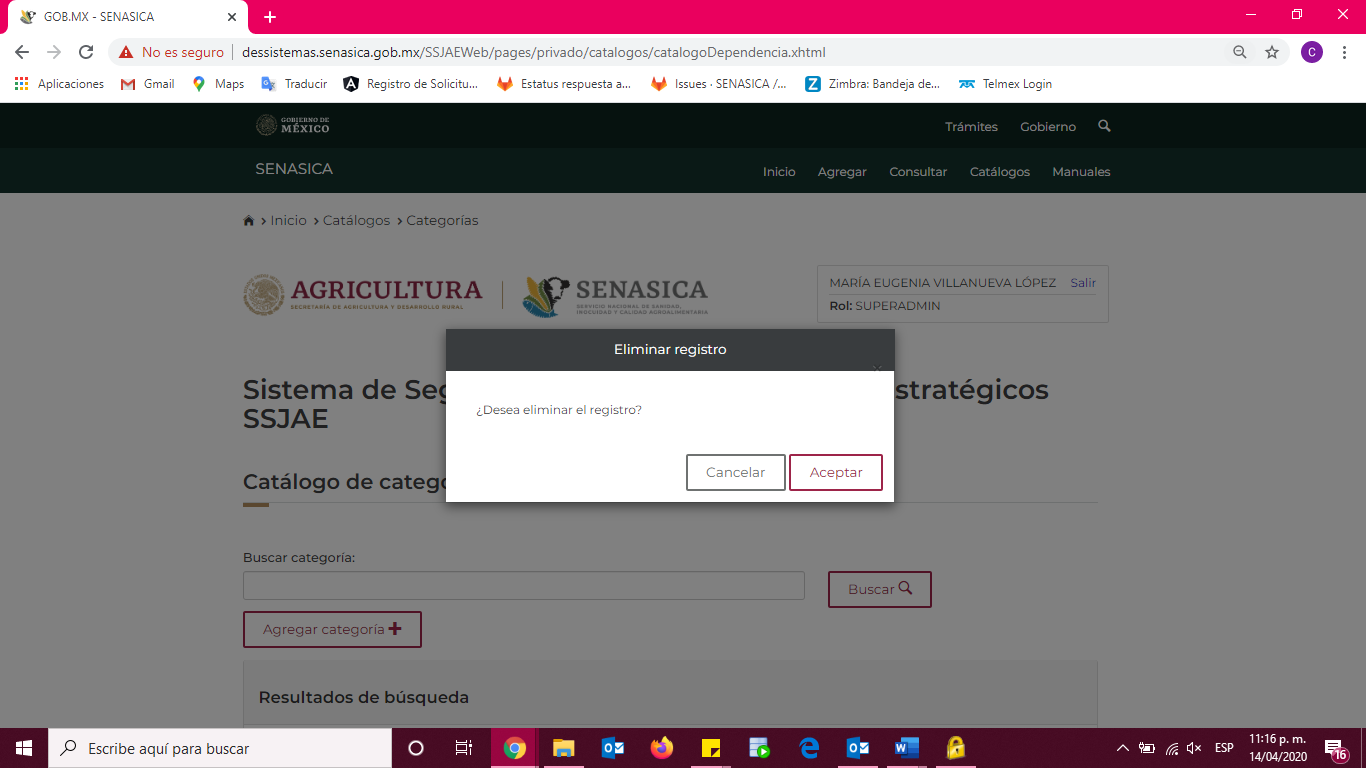 GOB.MX - SENASICA
No es seguro
dessistemas.senasica.gob.mx/SSJAEWeb/pages/privado/catalogos/catalogoDependencia.xhtml
C
Aplicaciones
Gmail
Maps
Traducir
Registro de Solicitu...
Estatus respuesta a...
Issues · SENASICA /...
Zimbra: Bandeja de...
Telmex Login
GOBIERNO DE
MÉXICO
Trámites
Gobierno
SENASICA
Inicio
Agregar
Consultar
Catálogos
Manuales
Inicio
Catálogos
Categorías
AGRICULTURA
SECRETARÍA DE AGRICULTURA Y DESARROLLO RURAL
SENASICA
SERVICIO NACIONAL DE SANIDAD,
INOCUIDAD Y CALIDAD AGROALIMENTARIA
MARÍA EUGENIA VILLANUEVA LÓPEZ
Salir
Rol: SUPERADMIN
Eliminar registro
¿Desea eliminar el registro?
Cancelar
Aceptar
Sistema de Seg
stratégicos
SSJAE
Catálogo de catego
Buscar categoría:
Buscar
Agregar categoría
Resultados de búsqueda
Escribe aquí para buscar
ESP
11:16 p. m.
14/04/2020
16